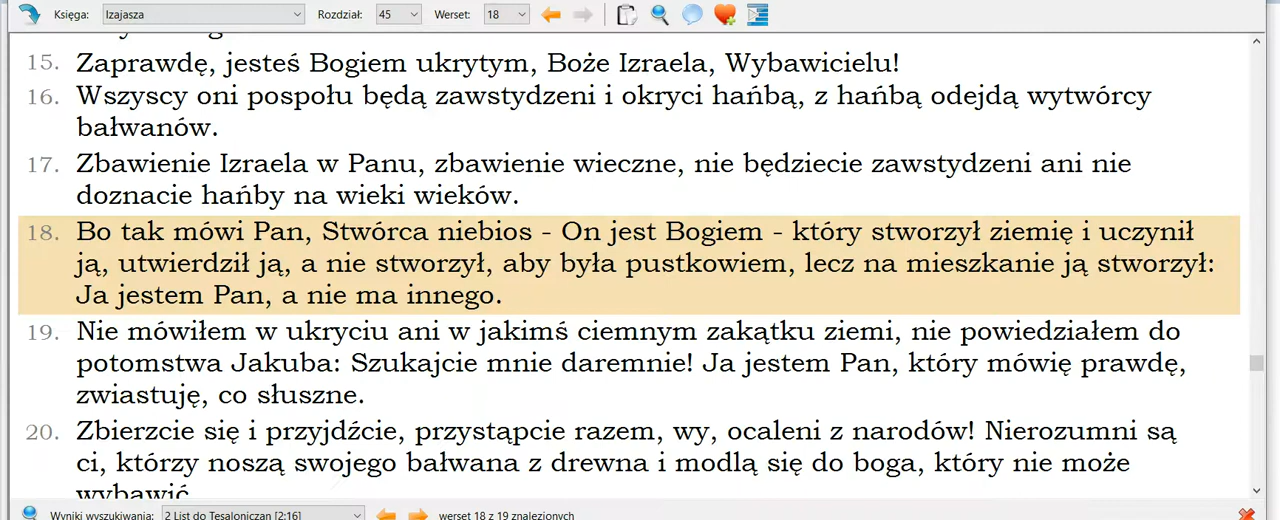 Księga: Izajasza Rozdział: 45 Werset: 18
15. Zaprawdę, jesteś Bogiem ukrytym, Boże Izraela, Wybawicielu!
16. Wszyscy oni pospołu będą zawstydzeni i okryci hańbą, z hańbą odejdą wytwórcy
bałwanów.
17. Zbawienie Izraela w Panu, zbawienie wieczne, nie będziecie zawstydzeni ani nie
doznacie hańby na wieki wieków.
18. Bo tak mówi Pan, Stwórca niebios - On jest Bogiem - który stworzył ziemię i uczynił
ją, utwierdził ją, a nie stworzył, aby była pustkowiem, lecz na mieszkanie ją stworzył:
Ja jestem Pan, a nie ma innego.
19. Nie mówiłem w ukryciu ani w jakimś ciemnym zakątku ziemi, nie powiedziałem do
potomstwa Jakuba: Szukajcie mnie daremnie! Ja jestem Pan, który mówię prawdę,
zwiastuję, co słuszne.
20. Zbierzcie się i przyjdźcie, przystąpcie razem, wy, ocaleni z narodów! Nierozumni są
ci, którzy noszą swojego bałwana z drewna i modlą się do boga, który nie może
wybawić
Wyniki wyszukiwania: 2 List do Tesaloniczan [2:16] werset 18 z 19 znalezionych